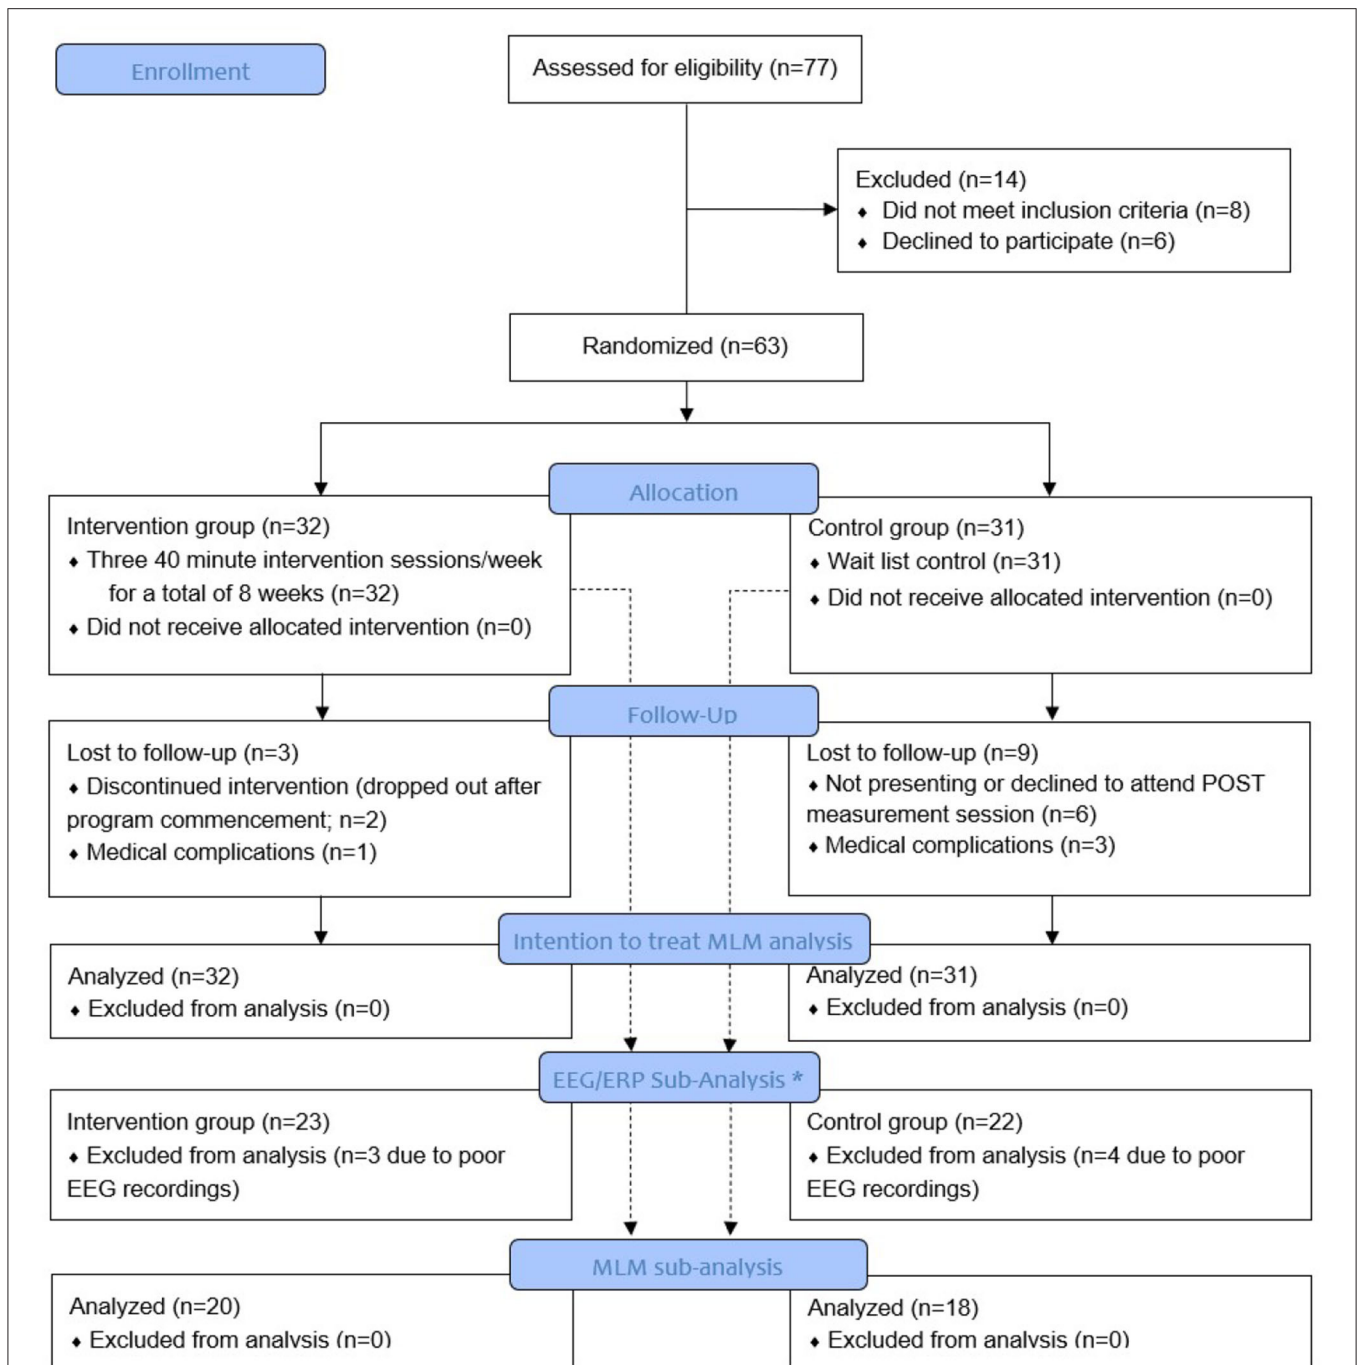 Enrollment
Assessed for eligibility (n=77)
Excluded (n=14)
♦ Did not meet inclusion criteria (n=8)
♦ Declined to participate (n=6)
Randomized (n=63)
Allocation
Intervention group (n=32)
♦ Three 40 minute intervention sessions/week
for a total of 8 weeks (n=32)
♦ Did not receive allocated intervention (n=0)
Control group (n=31)
♦ Wait list control (n=31)
♦ Did not receive allocated intervention (n=0)
Follow-Up
Lost to follow-up (n=3)
♦ Discontinued intervention (dropped out after
program commencement; n=2)
♦ Medical complications (n=1)
Lost to follow-up (n=9)
♦ Not presenting or declined to attend POST
measurement session (n=6)
♦ Medical complications (n=3)
Intention to treat MLM analysis
Analyzed (n=32)
♦ Excluded from analysis (n=0)
Analyzed (n=31)
♦ Excluded from analysis (n=0)
EEG/ERP Sub-Analysis *
Intervention group (n=23)
♦ Excluded from analysis (n=3 due to poor
EEG recordings)
Control group (n=22)
♦ Excluded from analysis (n=4 due to poor
EEG recordings)
MLM sub-analysis
Analyzed (n=20)
♦ Excluded from analysis (n=0)
Analyzed (n=18)
♦ Excluded from analysis (n=0)